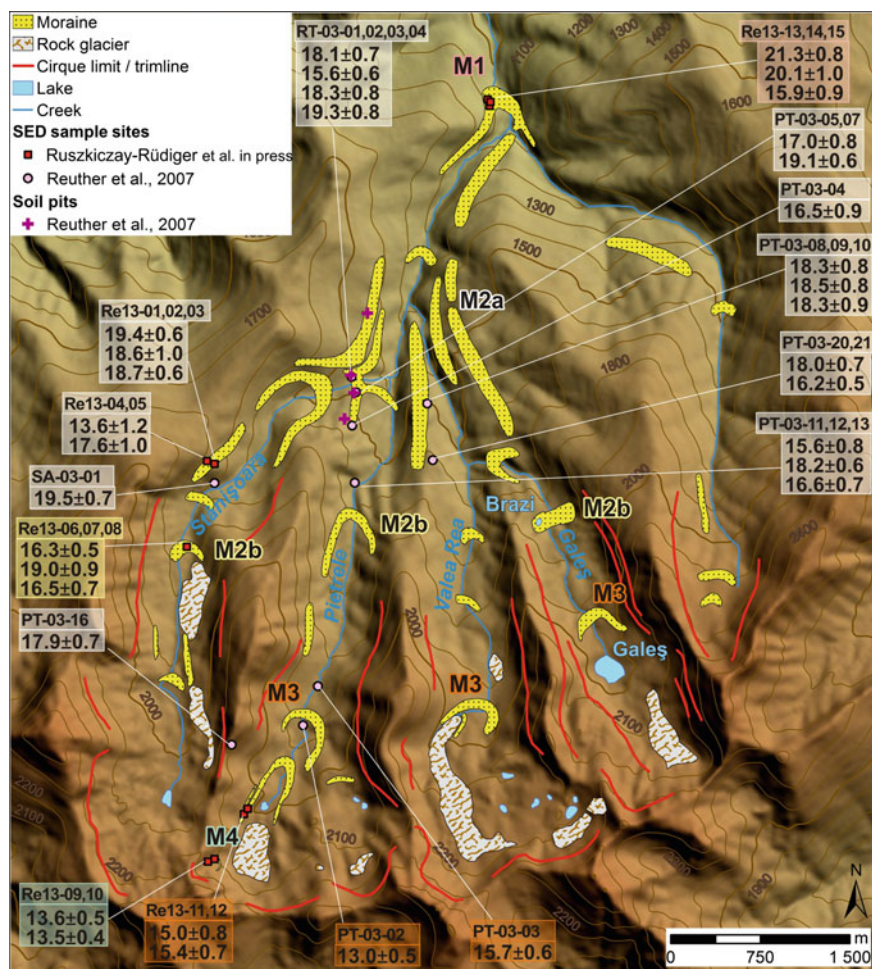 Moraine
Rock glacier
Cirque limit / trimline
Lake
Creek
SED sample sites
Ruszkiczay-Rüdiger et al. in press
Reuther et al., 2007
Soil pits
Reuther et al., 2007
RT-03-01,02,03,04
18.1±0.7
15.6±0.6
18.3±0.8
19.3±0.8
M1
Re13-13,14,15
21.3±0.8
20.1±1.0
15.9±0.9
1100
1200
1300
1400
1500
1600
PT-03-05,07
17.0±0.8
19.1±0.6
PT-03-04
16.5±0.9
PT-03-08,09,10
18.3±0.8
18.5±0.8
18.3±0.9
PT-03-20,21
18.0±0.7
16.2±0.5
PT-03-11,12,13
15.6±0.8
18.2±0.6
16.6±0.7
1300
1500
1700
1800
M2a
Re13-01,02,03
19.4±0.6
18.6±1.0
18.7±0.6
Re13-04,05
13.6±1.2
17.6±1.0
SA-03-01
19.5±0.7
Re13-06,07,08
16.3±0.5
19.0±0.9
16.5±0.7
PT-03-16
17.9±0.7
Stanişoara
M2b
Pietrele
M2b
Valea Rea
Brazi
M2b
Galeş
M3
Galeş
2000
2400
2000
2000
2100
M3
M3
M4
2200
2100
2200
2100
2200
2200
1900
Re13-09,10
13.6±0.5
13.5±0.4
Re13-11,12
15.0±0.8
15.4±0.7
PT-03-02
13.0±0.5
PT-03-03
15.7±0.6
N
m
0 750 1 500